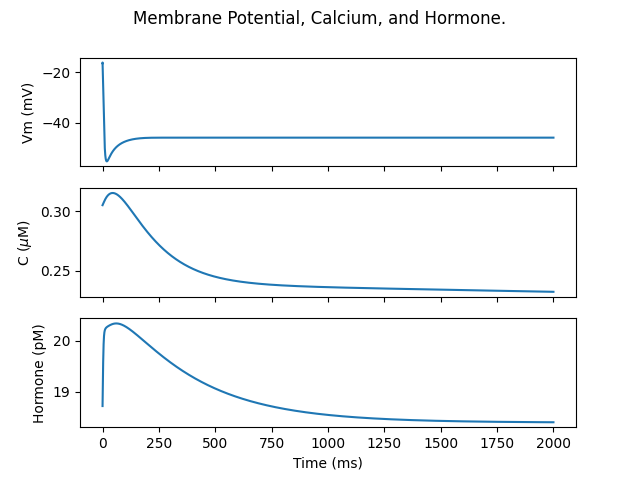 Membrane Potential, Calcium, and Hormone.
−20
−40
Vm (mV)
0.30
0.25
C (μM)
20
19
Hormone (pM)
0 250 500 750 1000 1250 1500 1750 2000
Time (ms)